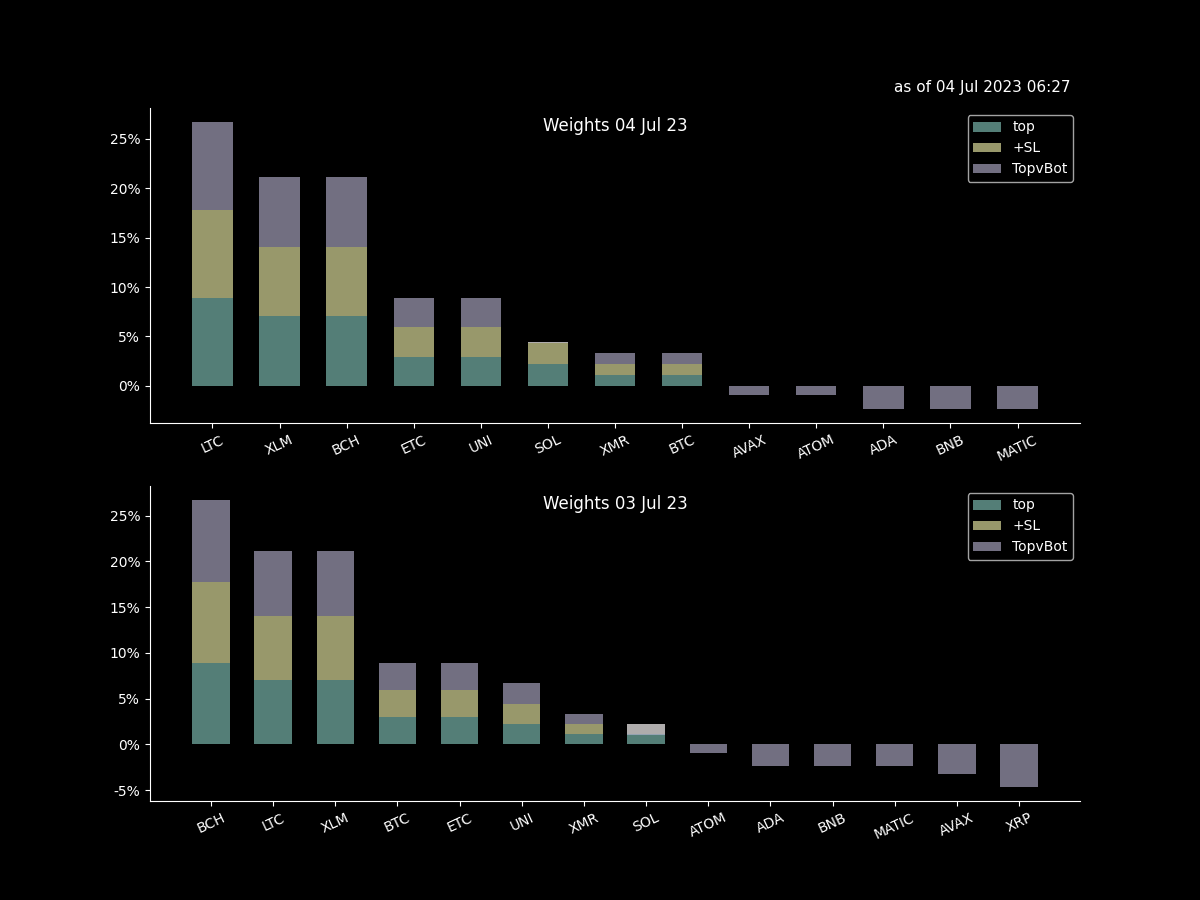 as of 04 Jul 2023 06:27
Weights 04 Jul 23
top
+SL
TopvBot
25%
20%
15%
10%
5%
0%
LTC XLM BCH ETC UNI SOL XMR BTC AVAX ATOM ADA BNB MATIC
Weights 03 Jul 23
top
+SL
TopvBot
25%
20%
15%
10%
5%
0%
-5%
BCH LTC XLM BTC ETC UNI XMR SOL ATOM ADA BNB MATIC AVAX XRP